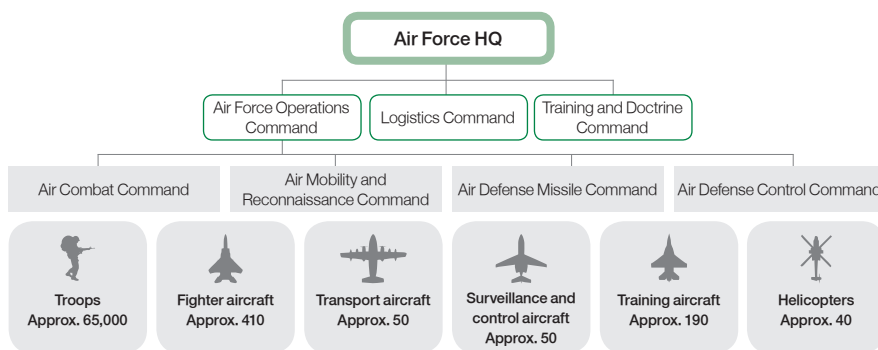 Air Force HQ
Air Force Operations
Command
Logistics Command
Training and Doctrine
Command
Air Combat Command
Air Mobility and
Reconnaissance Command
Air Defense Missile Command
Air Defense Control Command
Troops
Approx. 65,000
Fighter aircraft
Approx. 410
Transport aircraft
Approx. 50
Surveillance and
control aircraft
Approx. 50
Training aircraft
Approx. 190
Helicopters
Approx. 40